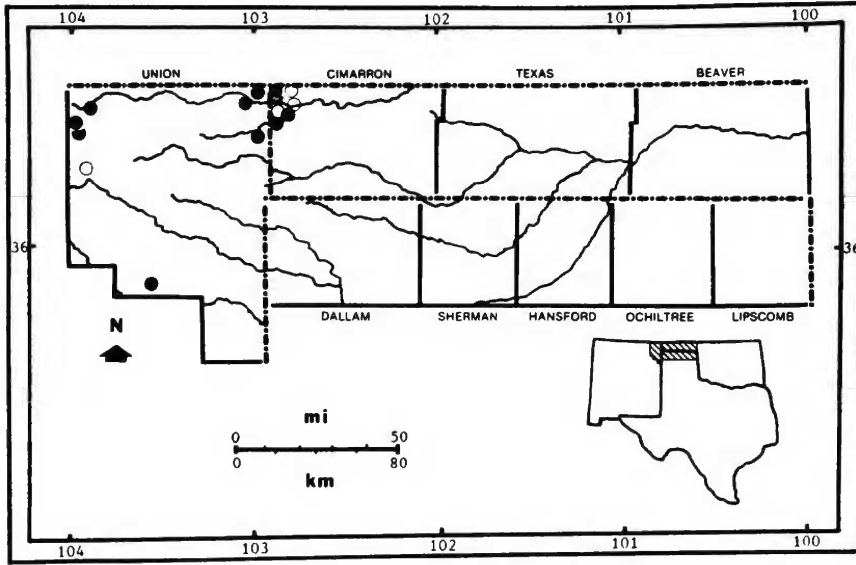 104 103 102 101 100
UNION CIMARRON TEXAS BEAVER
36 36
DALLAM SHERMAN HANSFORD OCHILTREE LIPSCOMB
N
mi
0 50
0 80
km
104 103 102 101 100